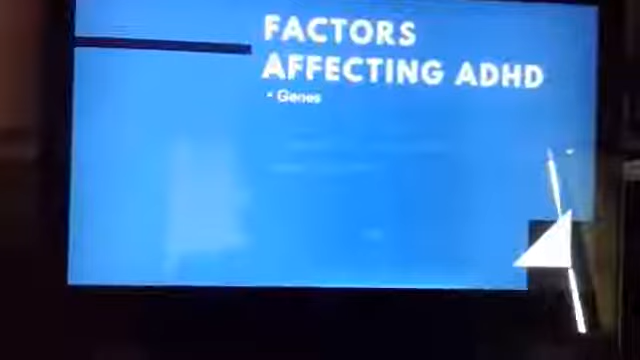 FACTORS
AFFECTING ADHD
• Genes